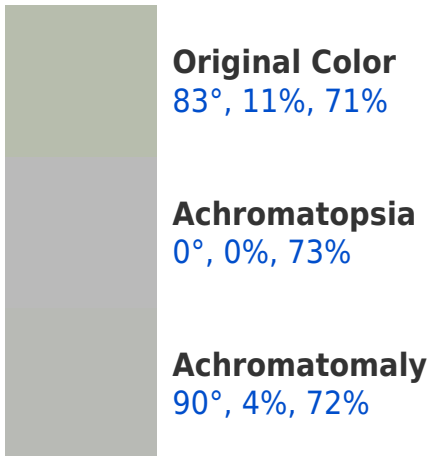 Original Color
83°, 11%, 71%
Achromatopsia
0°, 0%, 73%
Achromatomaly
90°, 4%, 72%